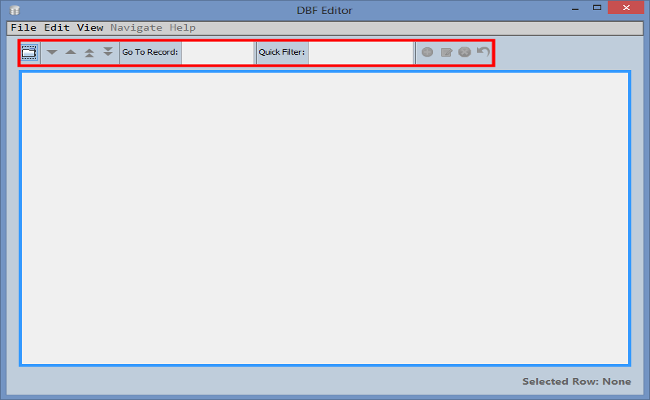 DBF Editor
File Edit View Navigate Help
Go To Record: Quick Filter:
Selected Row: None